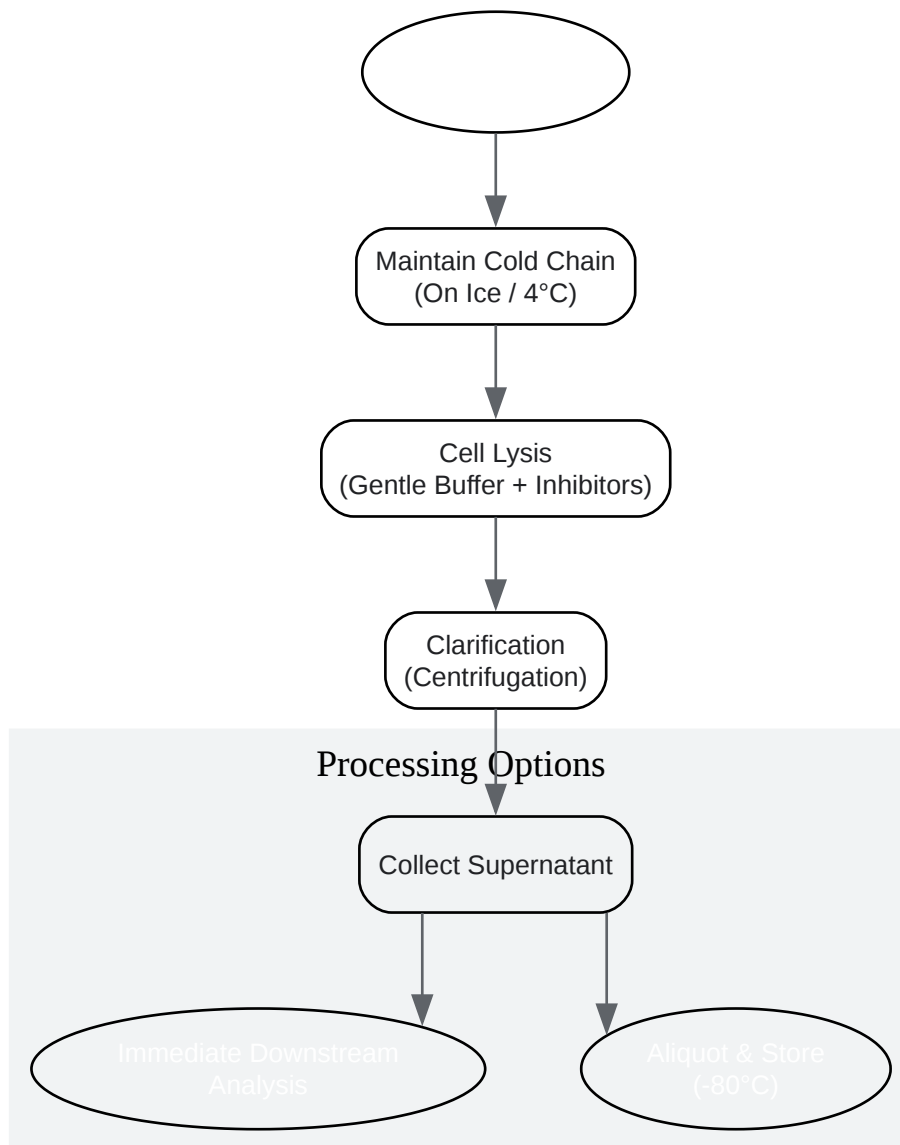 Maintain Cold Chain
(On Ice / 4°C)
Cell Lysis
(Gentle Buffer + Inhibitors)
Clarification
(Centrifugation)
Processing Options
Collect Supernatant
Immediate Downstream
Analysis
Aliquot & Store
(-80°C)